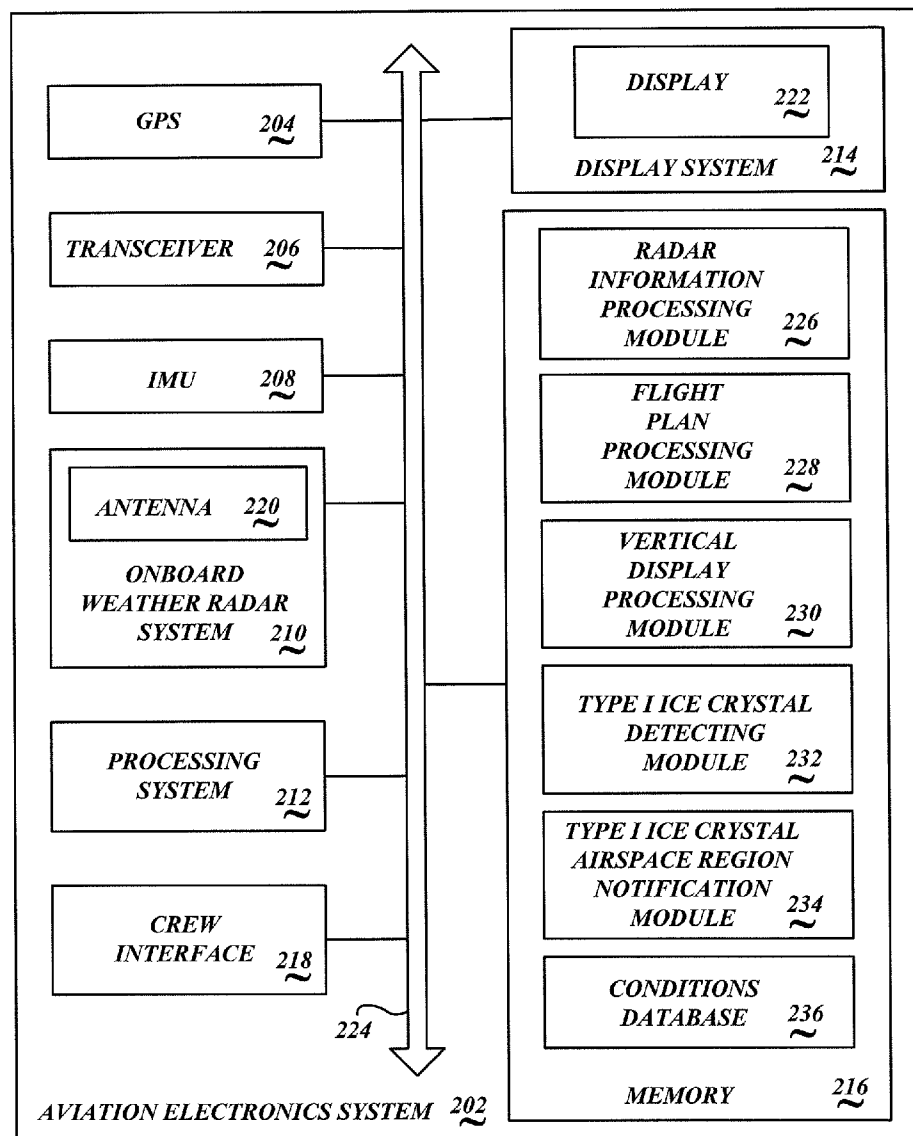 GPS 204
TRANSCEIVER 206
IMU 208
ANTENNA 220
ONBOARD
WEATHER RADAR
SYSTEM 210
PROCESSING
SYSTEM 212
CREW
INTERFACE 218
224
AVIATION ELECTRONICS SYSTEM 202
DISPLAY
222
DISPLAY SYSTEM 214
RADAR
INFORMATION
PROCESSING
MODULE 226
FLIGHT
PLAN
PROCESSING
MODULE 228
VERTICAL
DISPLAY
PROCESSING
MODULE 230
TYPE I ICE CRYSTAL
DETECTING
MODULE 232
TYPE I ICE CRYSTAL
AIRSPACE REGION
NOTIFICATION
MODULE 234
CONDITIONS
DATABASE 236
MEMORY 216